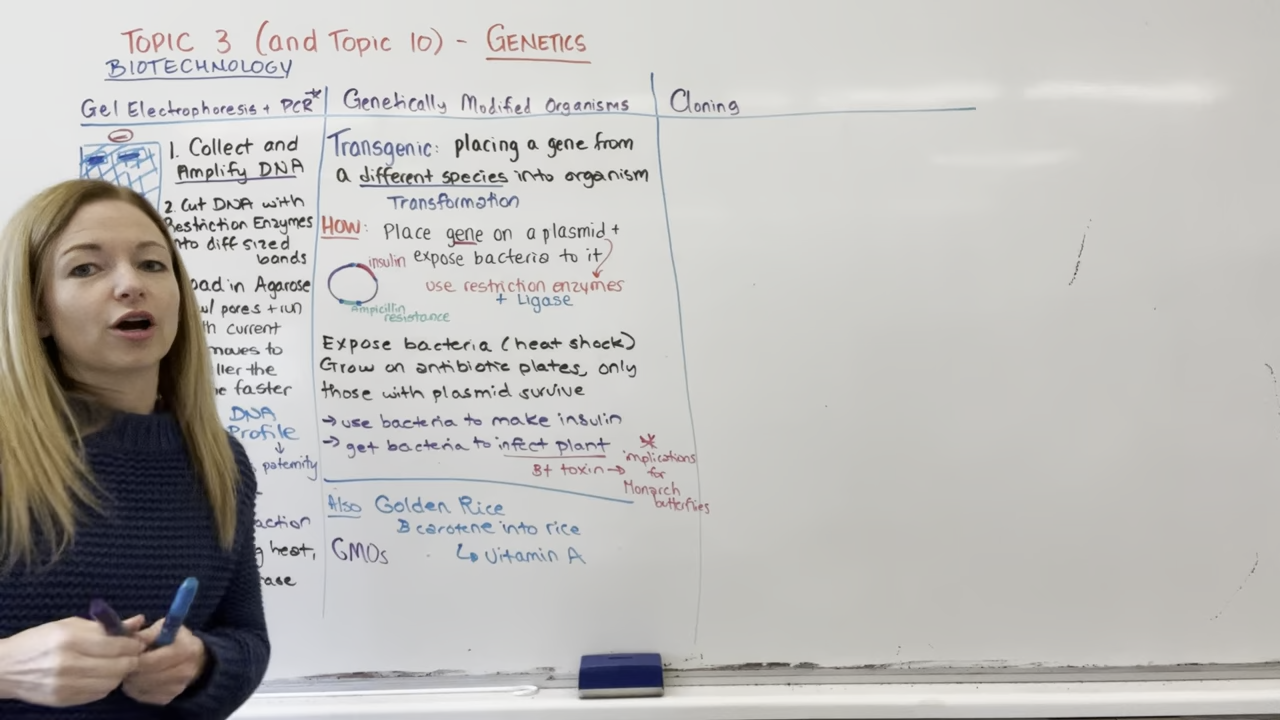 TOPIC 3 (and Topic 10) - GENETICS
BIOTECHNOLOGY
Gel Electrophoresis + PCR*
1. Collect and
Amplify DNA
2. Cut DNA with
Restriction Enzymes
into diff sized
bands
in Agarose
w/ pores + run
current
moves to
the
faster
DNA
Profile
↓
paternity
heat,
Genetically Modified Organisms
Transgenic: placing a gene from
a different species into organism
Transformation
HOW: Place gene on a plasmid +
expose bacteria to it
insulin
use restriction enzymes
+ Ligase
Ampicillin
resistance
Expose bacteria (heat shock)
Grow on antibiotic plates, only
those with plasmid survive
→ use bacteria to make insulin
→ get bacteria to infect plant
Bt toxin →
* implications
for
Monarch
butterflies
Also Golden Rice
B carotene into rice
GMOs ↳ Vitamin A
Cloning